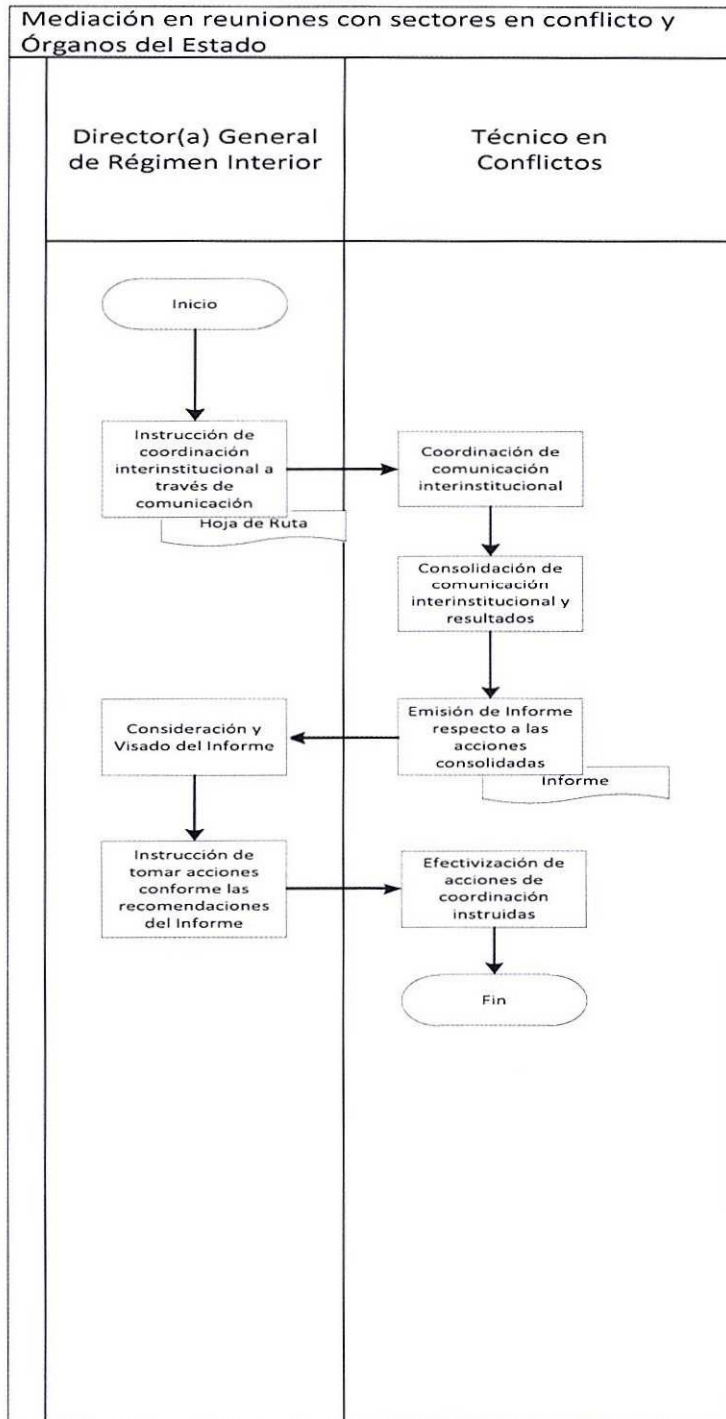 Mediación en reuniones con sectores en conflicto y
Órganos del Estado
Director(a) General
de Régimen Interior
Técnico en
Conflictos
Inicio
Instrucción de
coordinación
interinstitucional a
través de
comunicación
Hoja de Ruta
Coordinación de
comunicación
interinstitucional
Consolidación de
comunicación
interinstitucional y
resultados
Emisión de Informe
respecto a las
acciones
consolidadas
Informe
Consideración y
Visado del Informe
Instrucción de
tomar acciones
conforme las
recomendaciones
del Informe
Efectivización de
acciones de
coordinación
instruidas
Fin